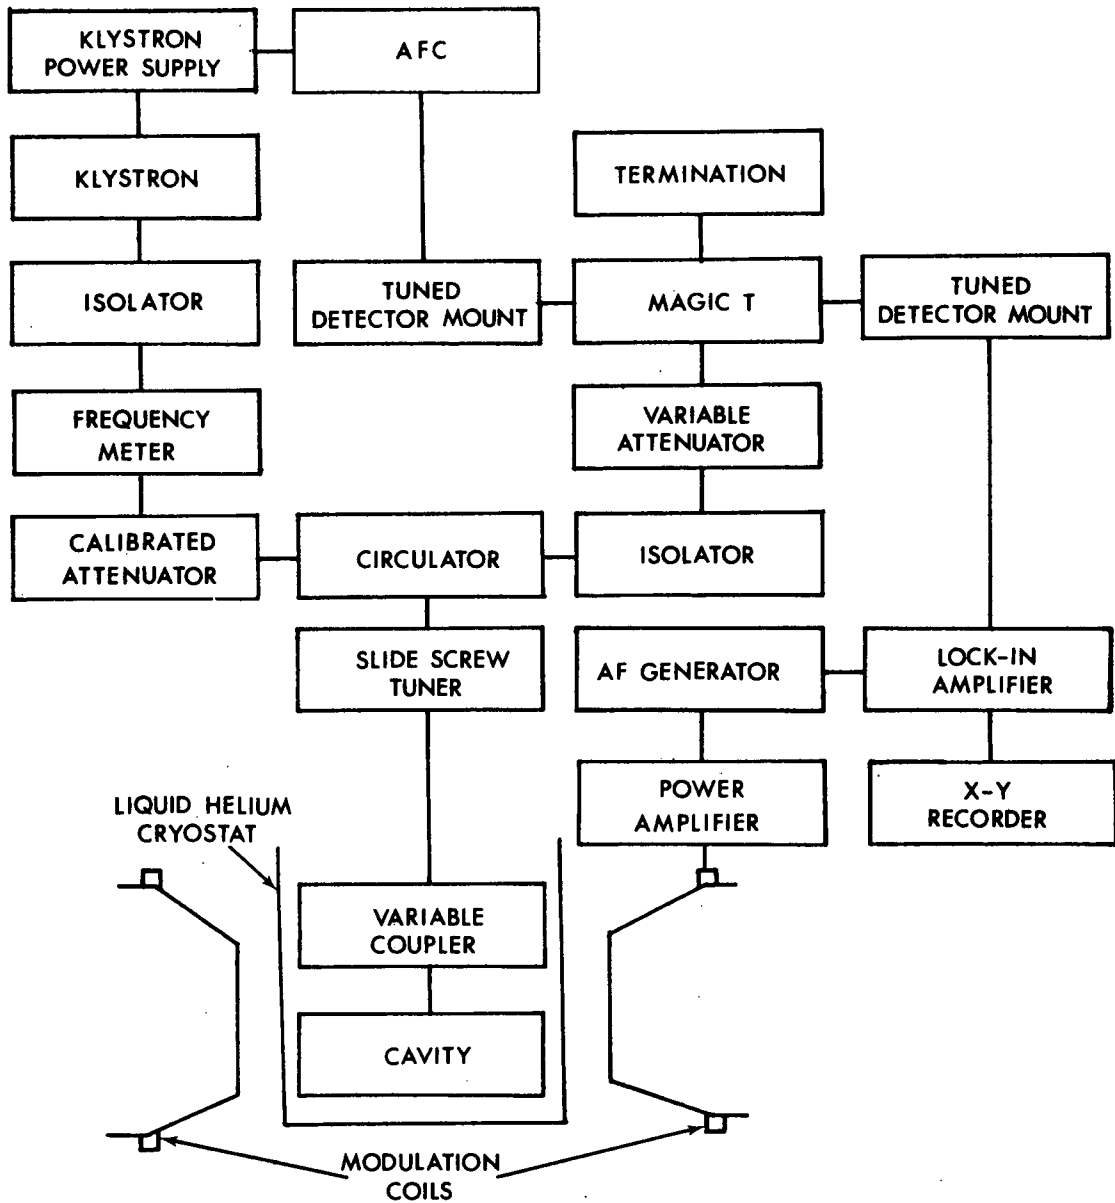 KLYSTRON
POWER SUPPLY
AFC
KLYSTRON
TERMINATION
ISOLATOR
TUNED
DETECTOR MOUNT
MAGIC T
TUNED
DETECTOR MOUNT
FREQUENCY
METER
VARIABLE
ATTENUATOR
CALIBRATED
ATTENUATOR
CIRCULATOR
ISOLATOR
SLIDE SCREW
TUNER
AF GENERATOR
LOCK-IN
AMPLIFIER
LIQUID HELIUM
CRYOSTAT
POWER
AMPLIFIER
X-Y
RECORDER
VARIABLE
COUPLER
CAVITY
MODULATION
COILS